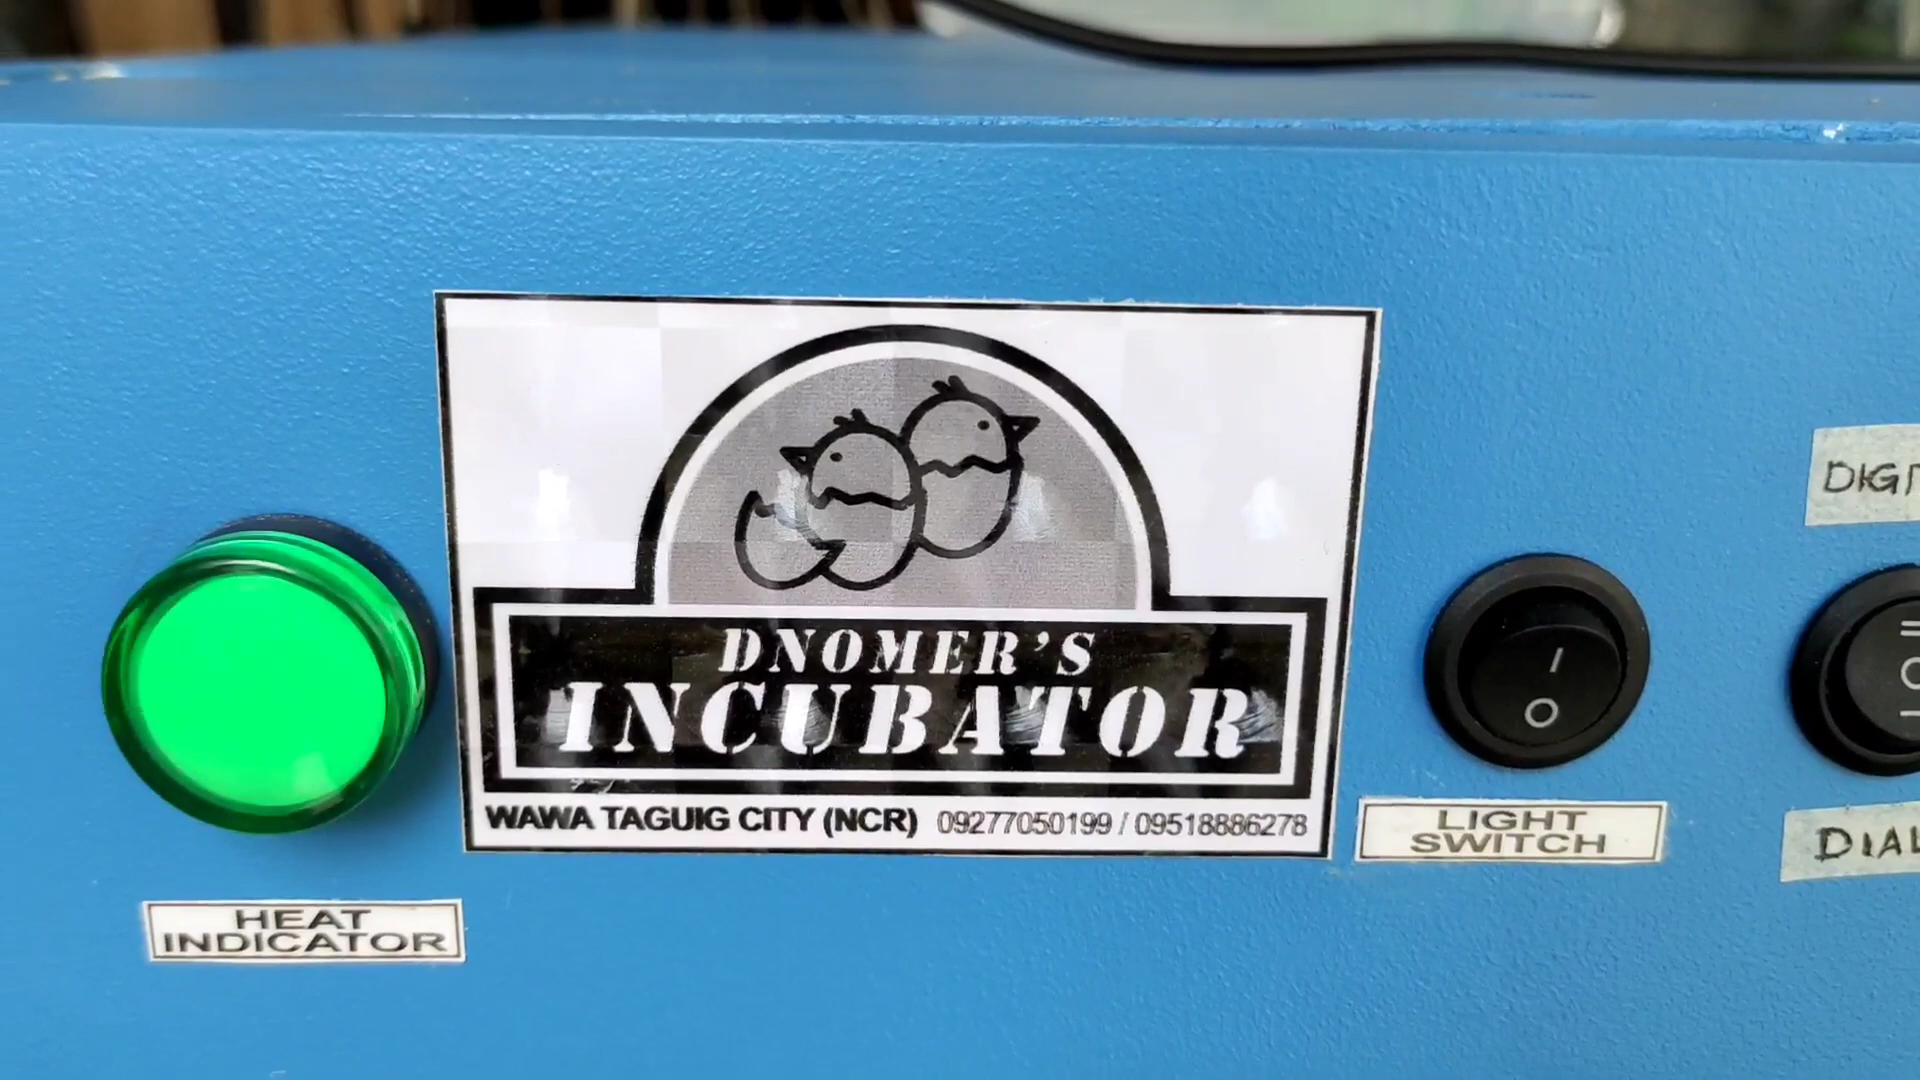 DNOMER'S
INCUBATOR
WAWA TAGUIG CITY (NCR) 09277050199 / 09518886278
HEAT
INDICATOR
LIGHT
SWITCH